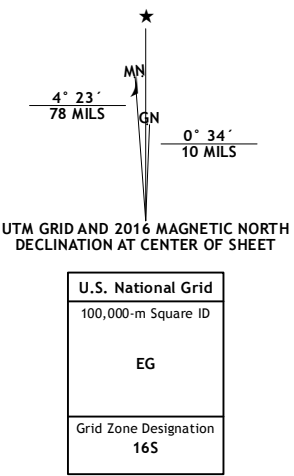 MN
GN
4° 23´
78 MILS
0° 34´
10 MILS
UTM GRID AND 2016 MAGNETIC NORTH
DECLINATION AT CENTER OF SHEET
U.S. National Grid
100,000-m Square ID
EG
Grid Zone Designation
16S